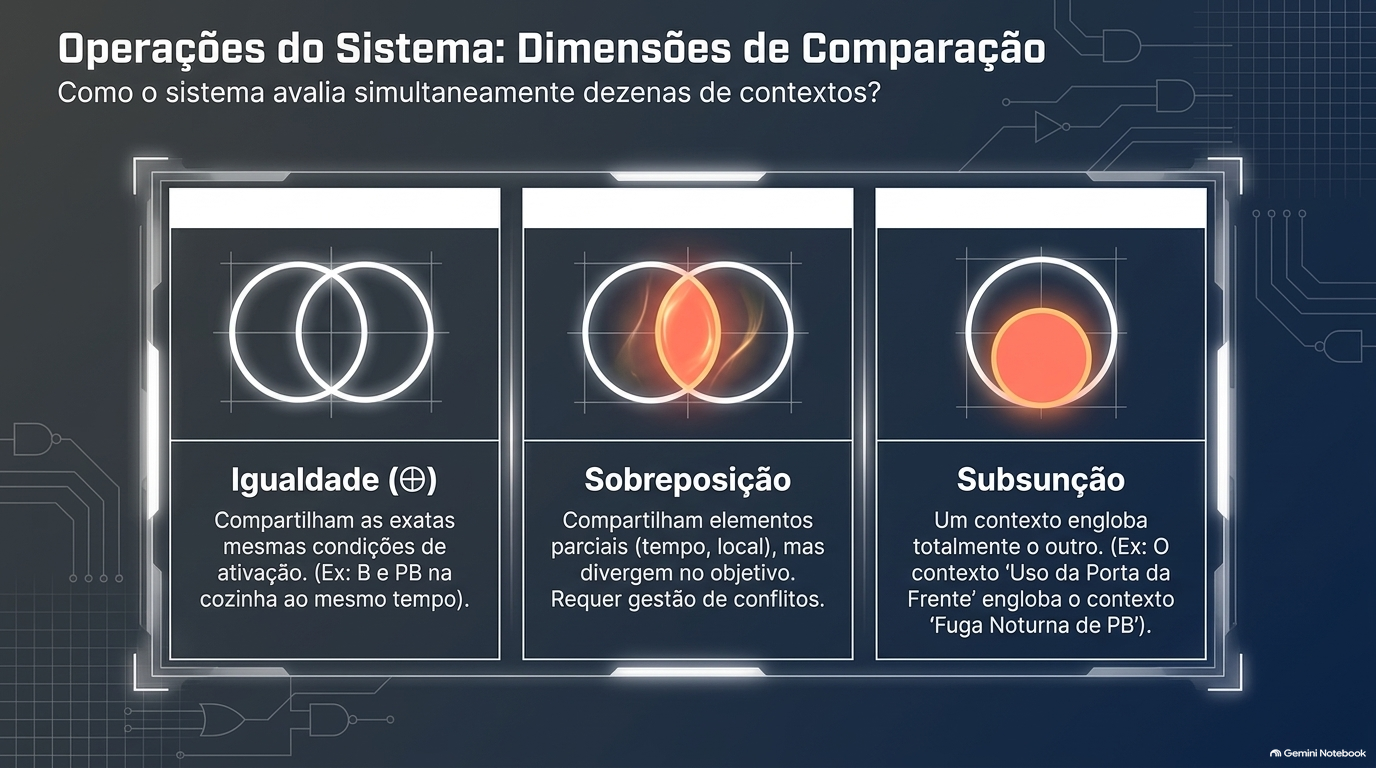 Operações do Sistema: Dimensões de Comparação
Como o sistema avalia simultaneamente dezenas de contextos?
Igualdade (⊕)
Compartilham as exatas
mesmas condições de
ativação. (Ex: B e PB na
cozinha ao mesmo tempo).
Sobreposição
Compartilham elementos
parciais (tempo, local), mas
divergem no objetivo.
Requer gestão de conflitos.
Subsunção
Um contexto engloba
totalmente o outro. (Ex: O
contexto ‘Uso da Porta da
Frente’ engloba o contexto
‘Fuga Noturna de PB’).
Gemini Notebook